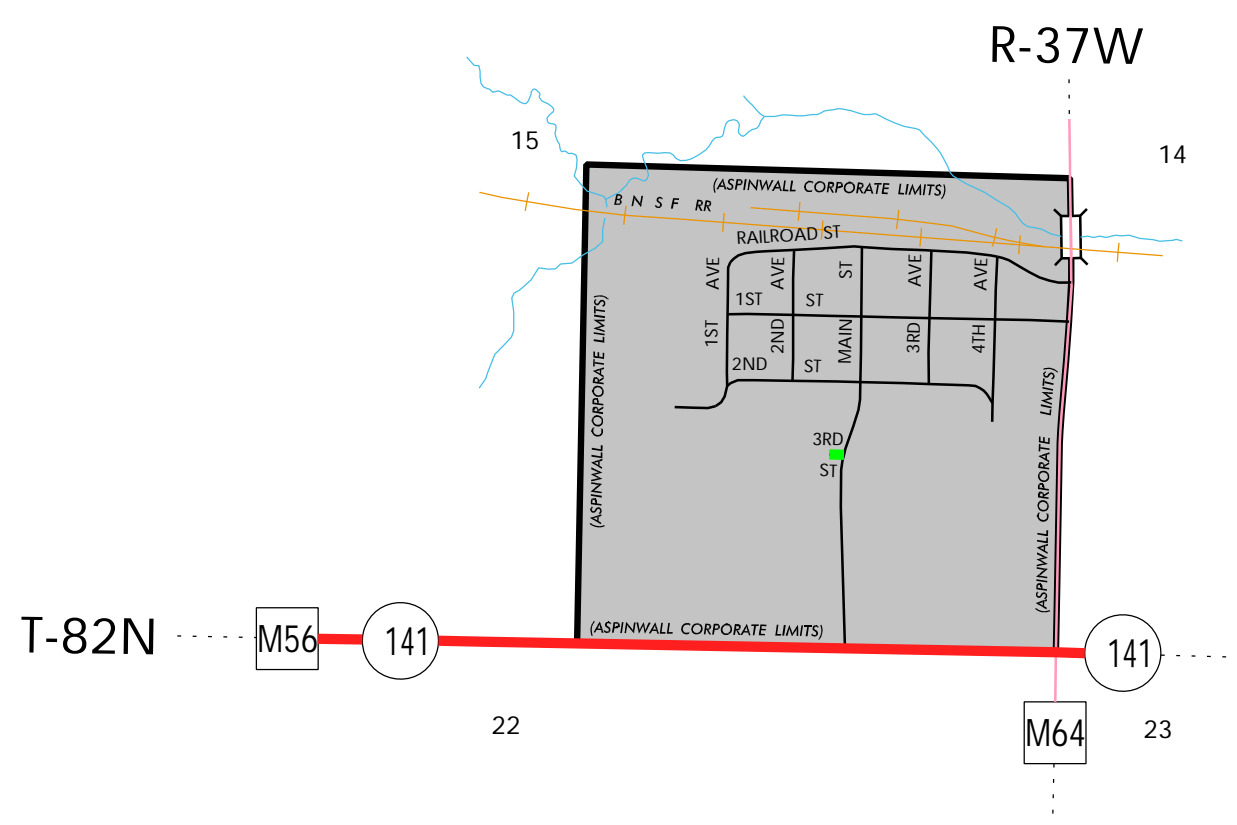 R-37W
15
14
(ASPINWALL CORPORATE LIMITS)
B N S F RR
RAILROAD ST
1ST AVE
2ND AVE
MAIN ST
3RD AVE
4TH AVE
1ST ST
2ND ST
3RD
ST
(ASPINWALL CORPORATE LIMITS)
(ASPINWALL CORPORATE LIMITS)
(ASPINWALL CORPORATE LIMITS)
T-82N
M56
141
141
22
M64
23